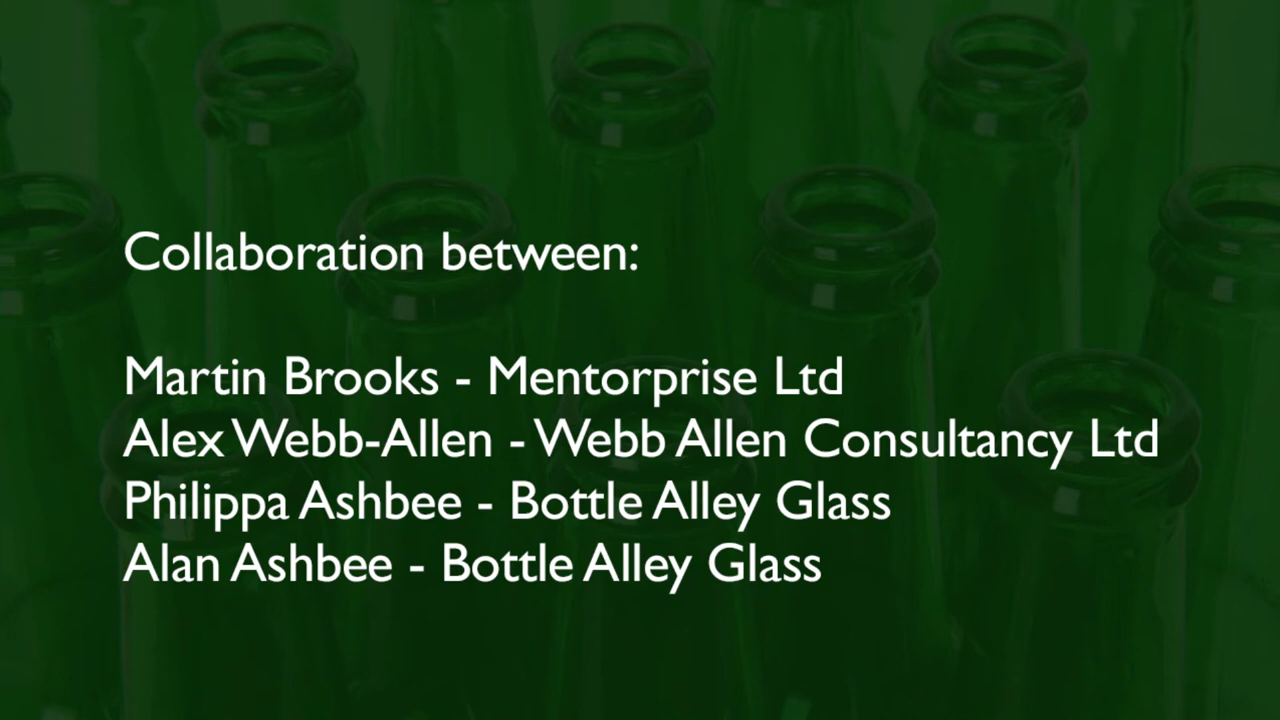 Collaboration between:
Martin Brooks - Mentorprise Ltd
Alex Webb-Allen - Webb Allen Consultancy Ltd
Philippa Ashbee - Bottle Alley Glass
Alan Ashbee - Bottle Alley Glass